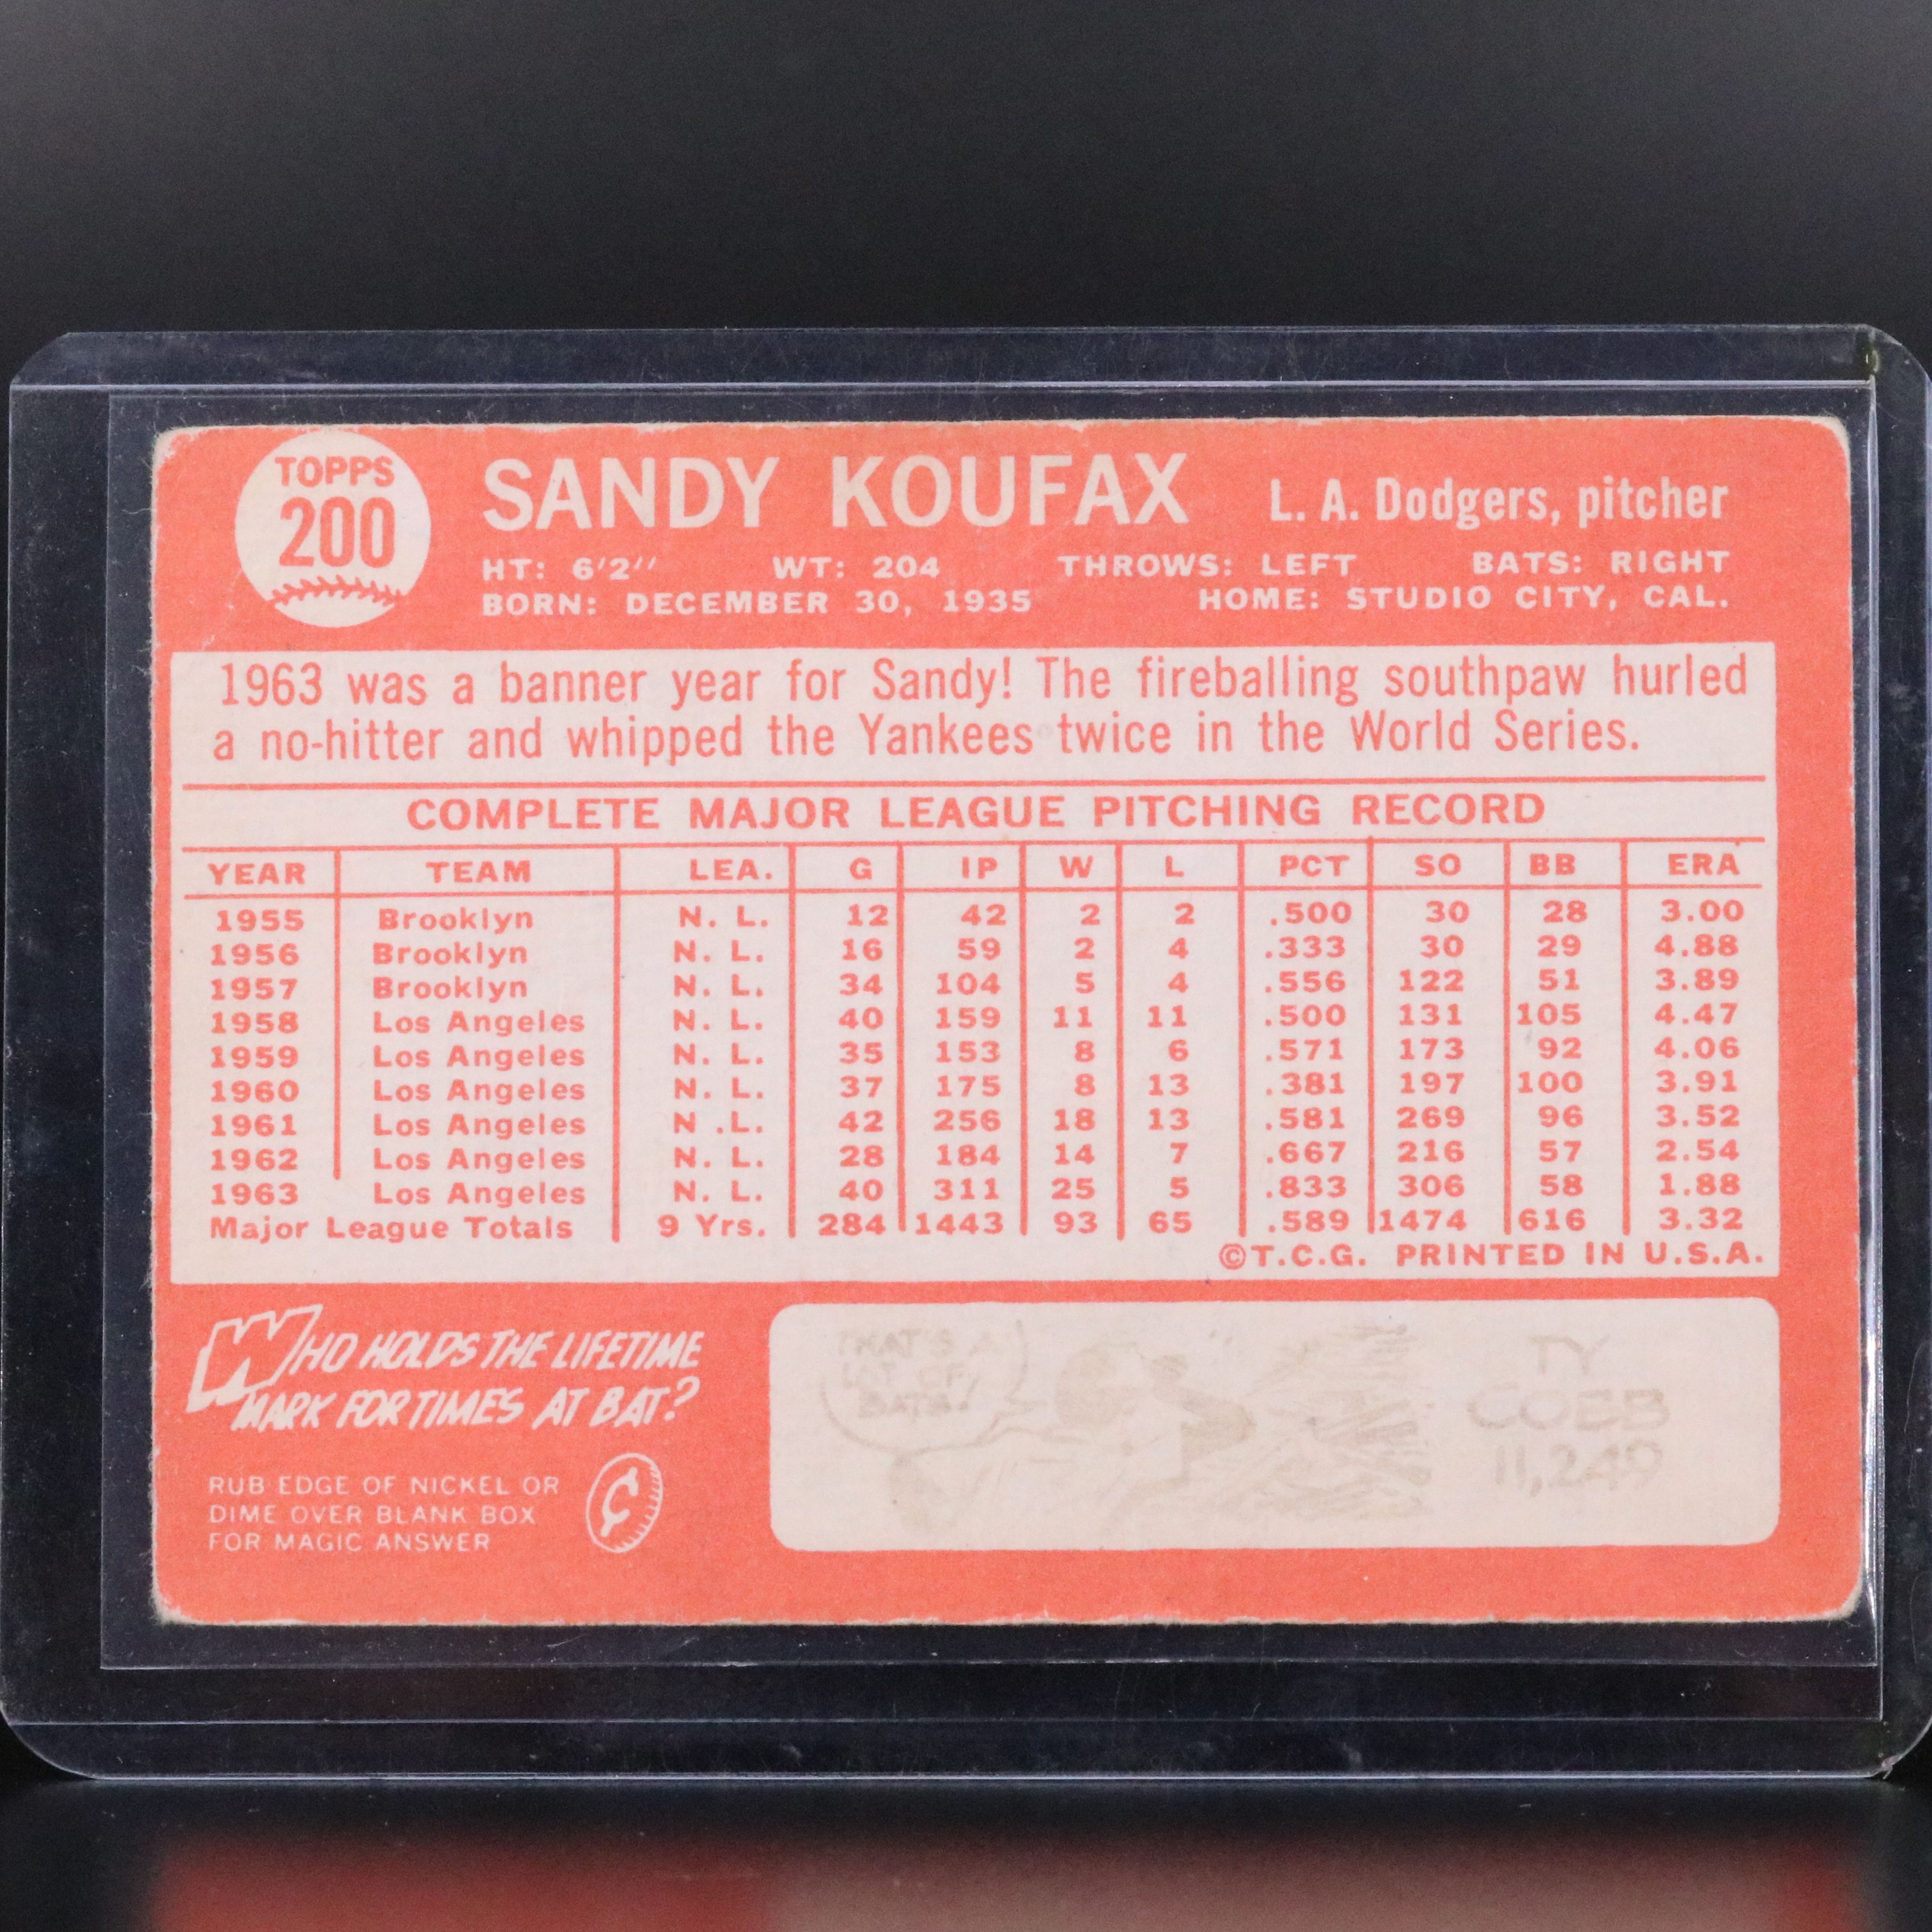 TOPPS
200
SANDY KOUFAX L. A. Dodgers, pitcher
HT: 6'2" WT: 204 THROWS: LEFT BATS: RIGHT
BORN: DECEMBER 30, 1935 HOME: STUDIO CITY, CAL.
1963 was a banner year for Sandy! The fireballing southpaw hurled
a no-hitter and whipped the Yankees twice in the World Series.
COMPLETE MAJOR LEAGUE PITCHING RECORD
YEAR TEAM LEA. G IP W L PCT SO BB ERA
1955 Brooklyn N. L. 12 42 2 2 .500 30 28 3.00
1956 Brooklyn N. L. 16 59 2 4 .333 30 29 4.88
1957 Brooklyn N. L. 34 104 5 4 .556 122 51 3.89
1958 Los Angeles N. L. 40 159 11 11 .500 131 105 4.47
1959 Los Angeles N. L. 35 153 8 6 .571 173 92 4.06
1960 Los Angeles N. L. 37 175 8 13 .381 197 100 3.91
1961 Los Angeles N .L. 42 256 18 13 .581 269 96 3.52
1962 Los Angeles N. L. 28 184 14 7 .667 216 57 2.54
1963 Los Angeles N. L. 40 311 25 5 .833 306 58 1.88
Major League Totals 9 Yrs. 284 1443 93 65 .589 1474 616 3.32
©T.C.G. PRINTED IN U.S.A.
WHO HOLDS THE LIFETIME
MARK FOR TIMES AT BAT?
RUB EDGE OF NICKEL OR
DIME OVER BLANK BOX
FOR MAGIC ANSWER
¢
THAT'S A
LOT OF
BATS!
TY
COBB
11,249